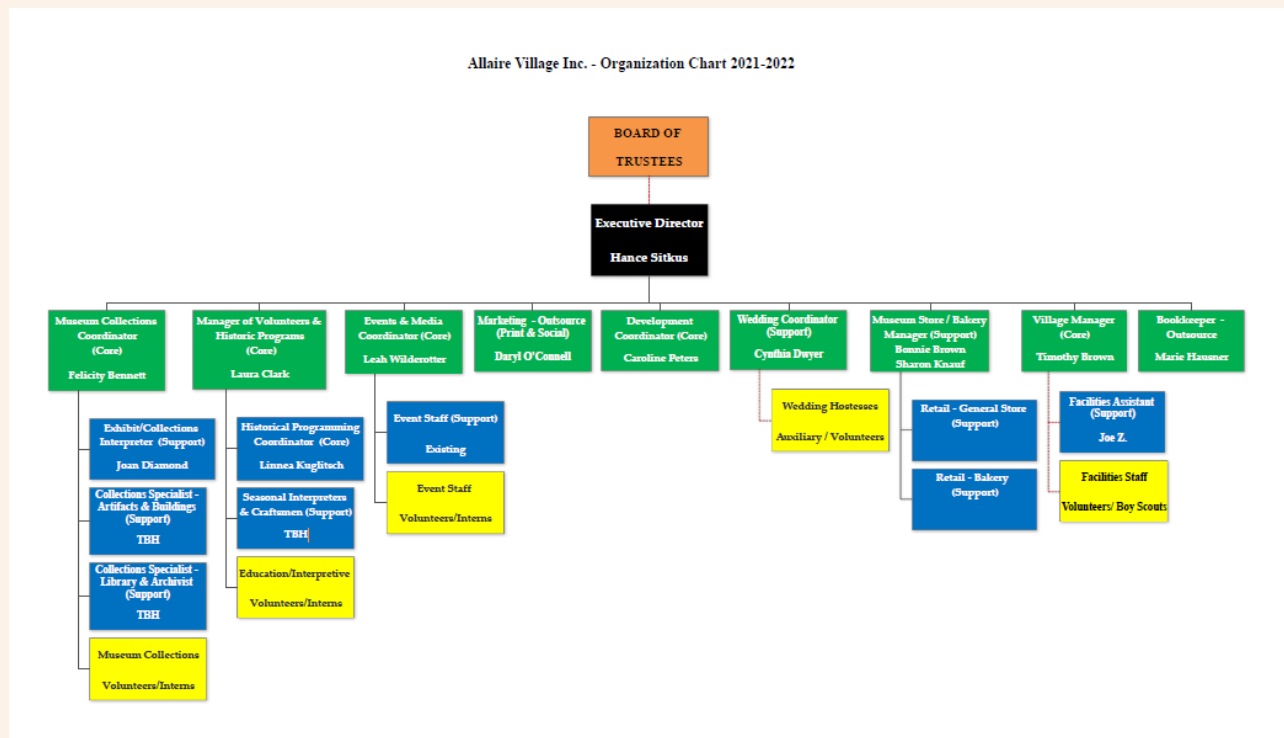 Allaire Village Inc. - Organization Chart 2021-2022
BOARD OF
TRUSTEES
Executive Director
Hance Sitkus
Museum Collections
Coordinator
(Core)
Felicity Bennett
Manager of Volunteers &
Historic Programs
(Core)
Laura Clark
Events & Media
Coordinator (Core)
Leah Wilderotter
Marketing - Outsource
(Print & Social)
Daryl O'Connell
Development
Coordinator (Core)
Caroline Peters
Wedding Coordinator
(Support)
Cynthia Dwyer
Museum Store / Bakery
Manager (Support)
Bonnie Brown
Sharon Knauf
Village Manager
(Core)
Timothy Brown
Bookkeeper -
Outsource
Marie Hausner
Exhibit/Collections
Interpreter (Support)
Joan Diamond
Collections Specialist -
Artifacts & Buildings
(Support)
TBH
Collections Specialist -
Library & Archivist
(Support)
TBH
Museum Collections
Volunteers/Interns
Historical Programming
Coordinator (Core)
Linnea Kuglitsch
Seasonal Interpreters
& Craftsmen (Support)
TBH
Education/Interpretive
Volunteers/Interns
Event Staff (Support)
Existing
Event Staff
Volunteers/Interns
Wedding Hostesses
Auxiliary / Volunteers
Retail - General Store
(Support)
Retail - Bakery
(Support)
Facilities Assistant
(Support)
Joe Z.
Facilities Staff
Volunteers/ Boy Scouts